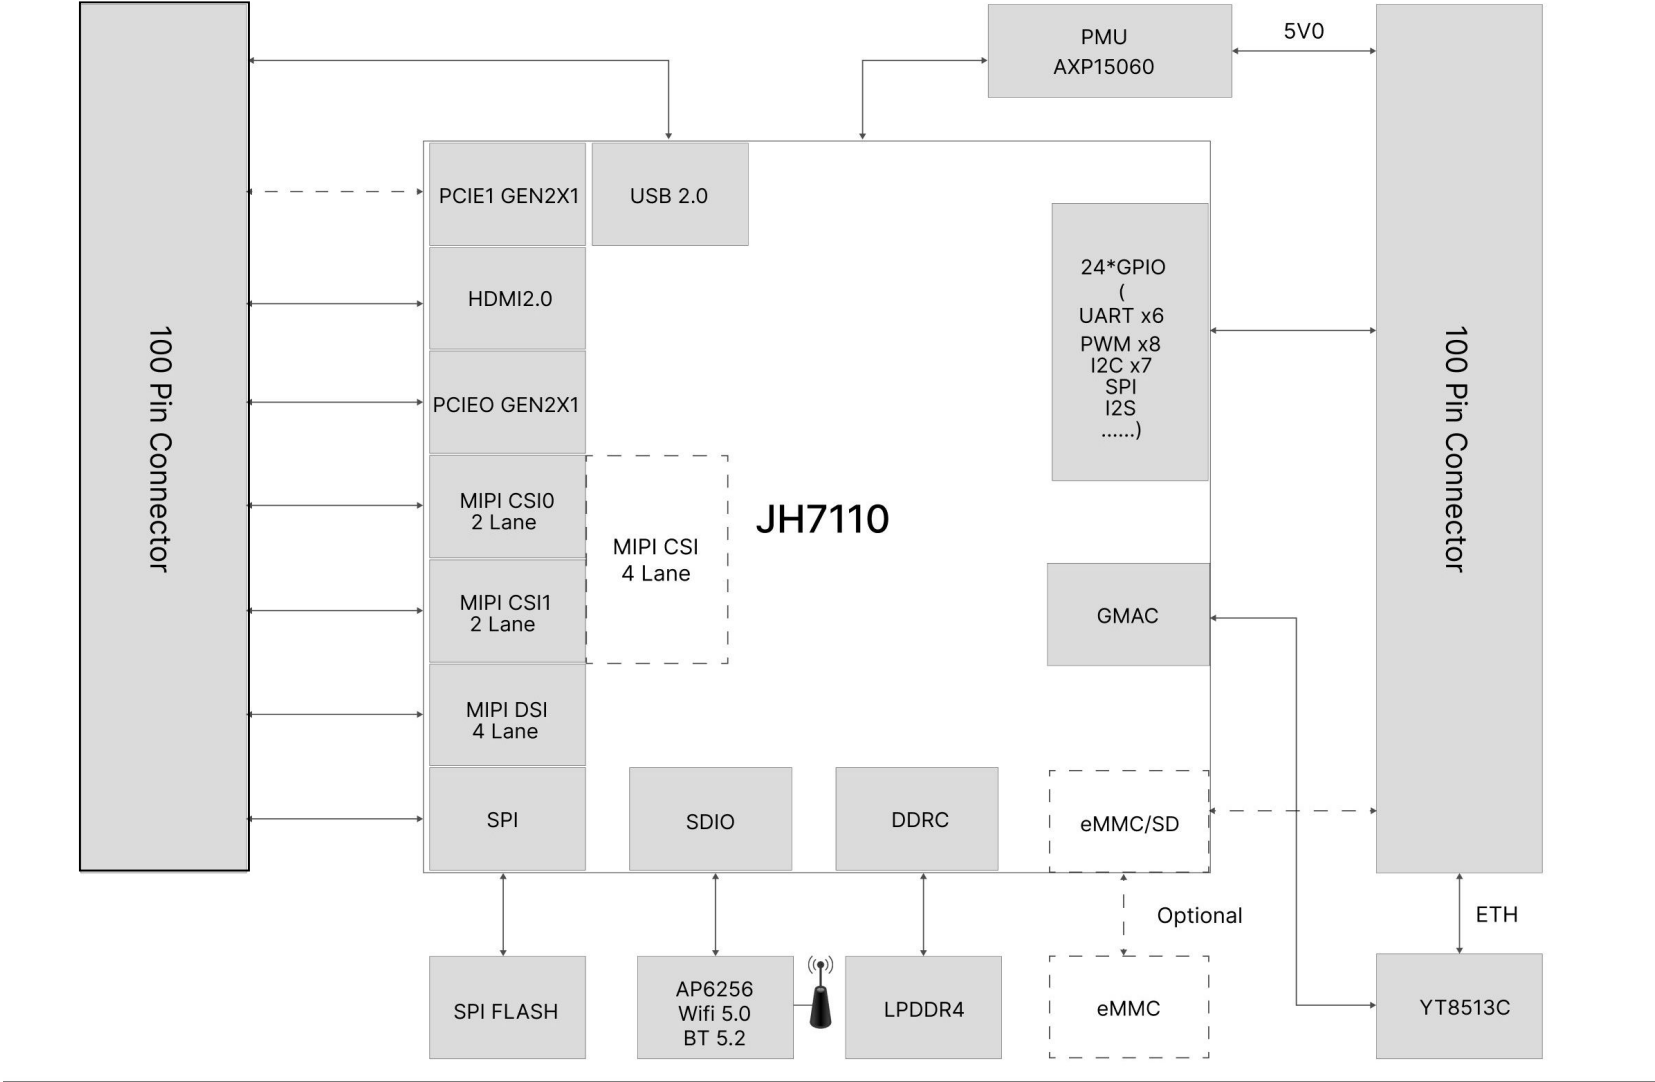 PMU
AXP15060
5V0
PCIE1 GEN2X1
USB 2.0
HDMI2.0
24*GPIO
(
UART x6
PWM x8
I2C x7
SPI
I2S
......)
100 Pin Connector
100 Pin Connector
PCIEO GEN2X1
MIPI CSI0
2 Lane
MIPI CSI
4 Lane
JH7110
MIPI CSI1
2 Lane
GMAC
MIPI DSI
4 Lane
SPI
SDIO
DDRC
eMMC/SD
Optional
ETH
SPI FLASH
AP6256
Wifi 5.0
BT 5.2
LPDDR4
eMMC
YT8513C